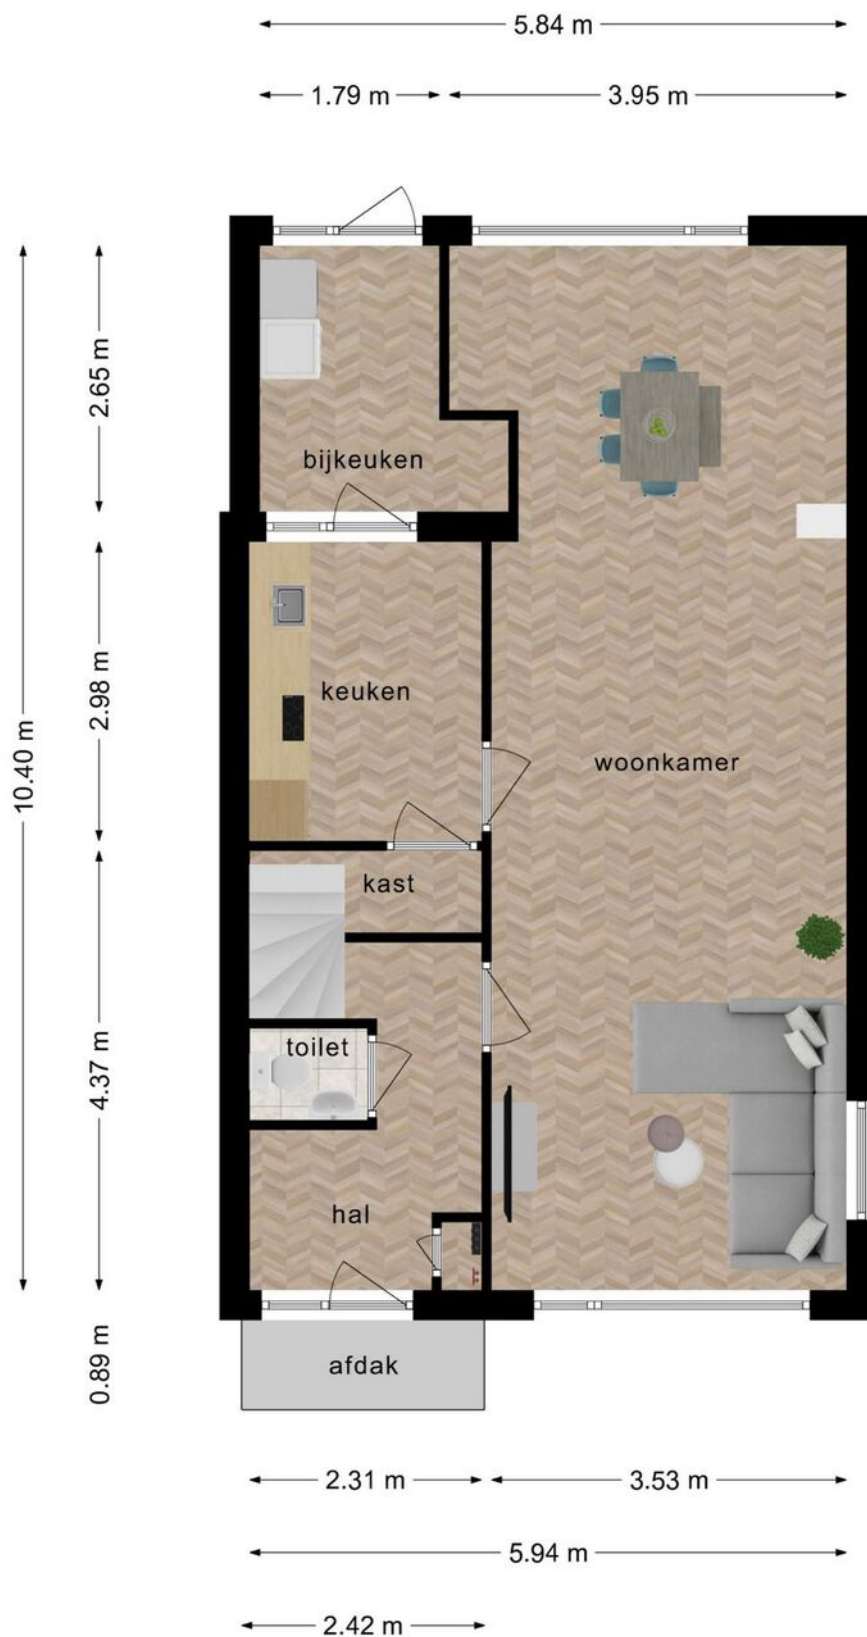 5.84 m
1.79 m
3.95 m
2.65 m
bijkeuken
2.98 m
keuken
10.40 m
woonkamer
kast
4.37 m
toilet
hal
0.89 m
afdak
2.31 m
3.53 m
5.94 m
2.42 m